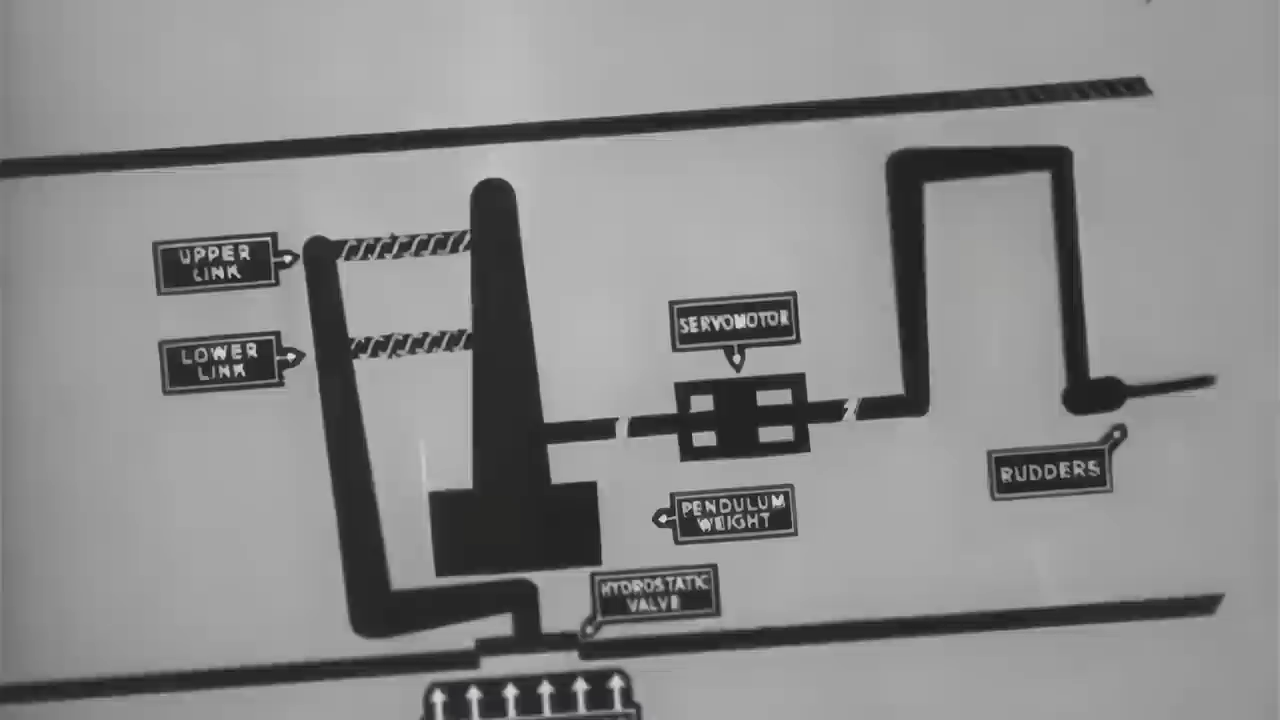 UPPER
LINK
LOWER
LINK
SERVOMOTOR
RUDDERS
PENDULUM
WEIGHT
HYDROSTATIC
VALVE